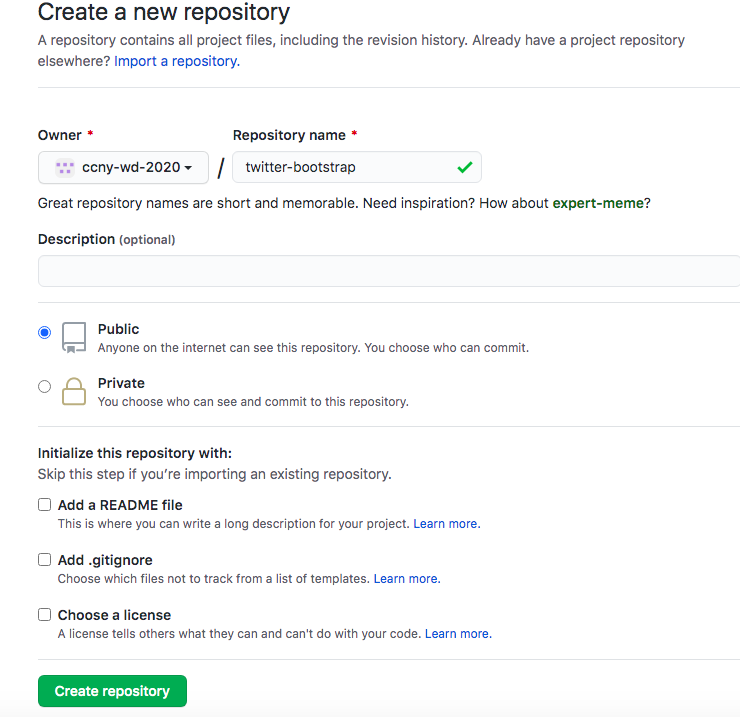 Create a new repository
A repository contains all project files, including the revision history. Already have a project repository
elsewhere? Import a repository.
Owner * Repository name *
ccny-wd-2020 / twitter-bootstrap
Great repository names are short and memorable. Need inspiration? How about expert-meme?
Description (optional)
Public
Anyone on the internet can see this repository. You choose who can commit.
Private
You choose who can see and commit to this repository.
Initialize this repository with:
Skip this step if you’re importing an existing repository.
Add a README file
This is where you can write a long description for your project. Learn more.
Add .gitignore
Choose which files not to track from a list of templates. Learn more.
Choose a license
A license tells others what they can and can't do with your code. Learn more.
Create repository